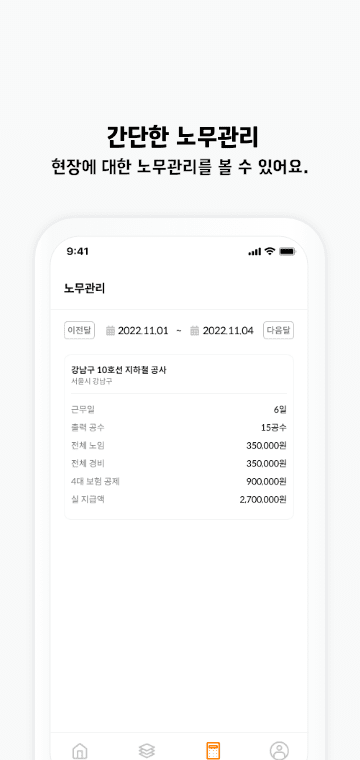 간단한 노무관리
현장에 대한 노무관리를 볼 수 있어요.
9:41
노무관리
이전달 2022.11.01 ~ 2022.11.04 다음달
강남구 10호선 지하철 공사
서울시 강남구
근무일 6일
출력 공수 15공수
전체 노임 350,000원
전체 경비 350,000원
4대 보험 공제 900,000원
실 지급액 2,700,000원